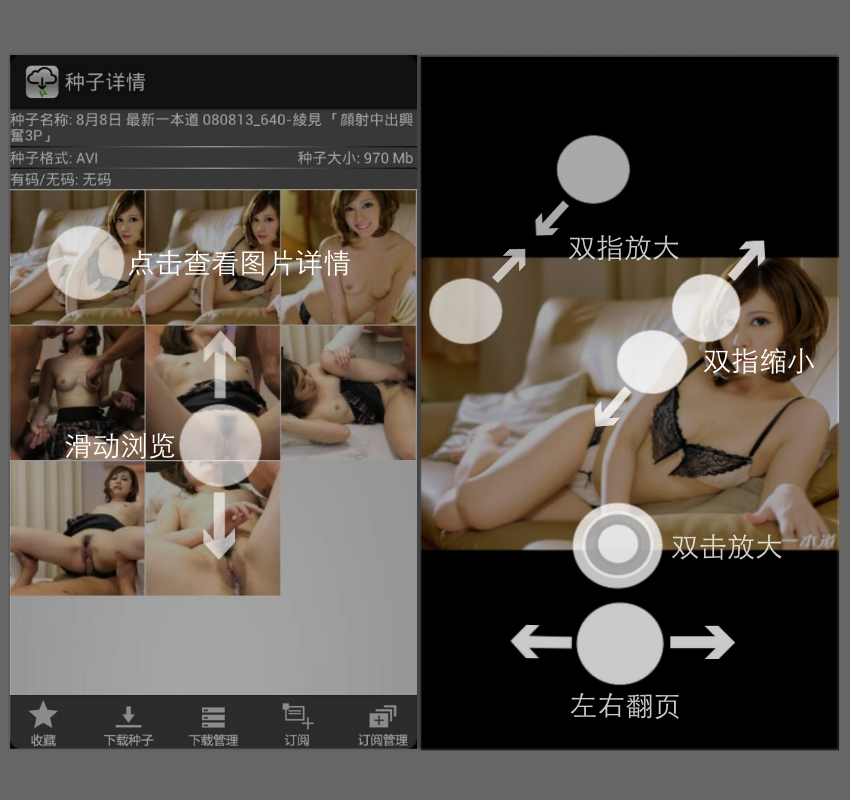 种子详情
种子名称: 8月8日 最新一本道 080813_640-綾見「 顔射中出興
奮3P」
种子格式: AVI
种子大小: 970 Mb
有码/无码: 无码
点击查看图片详情
滑动浏览
收藏
下载种子
下载管理
订阅
订阅管理
双指放大
双指缩小
双击放大
一本道
左右翻页